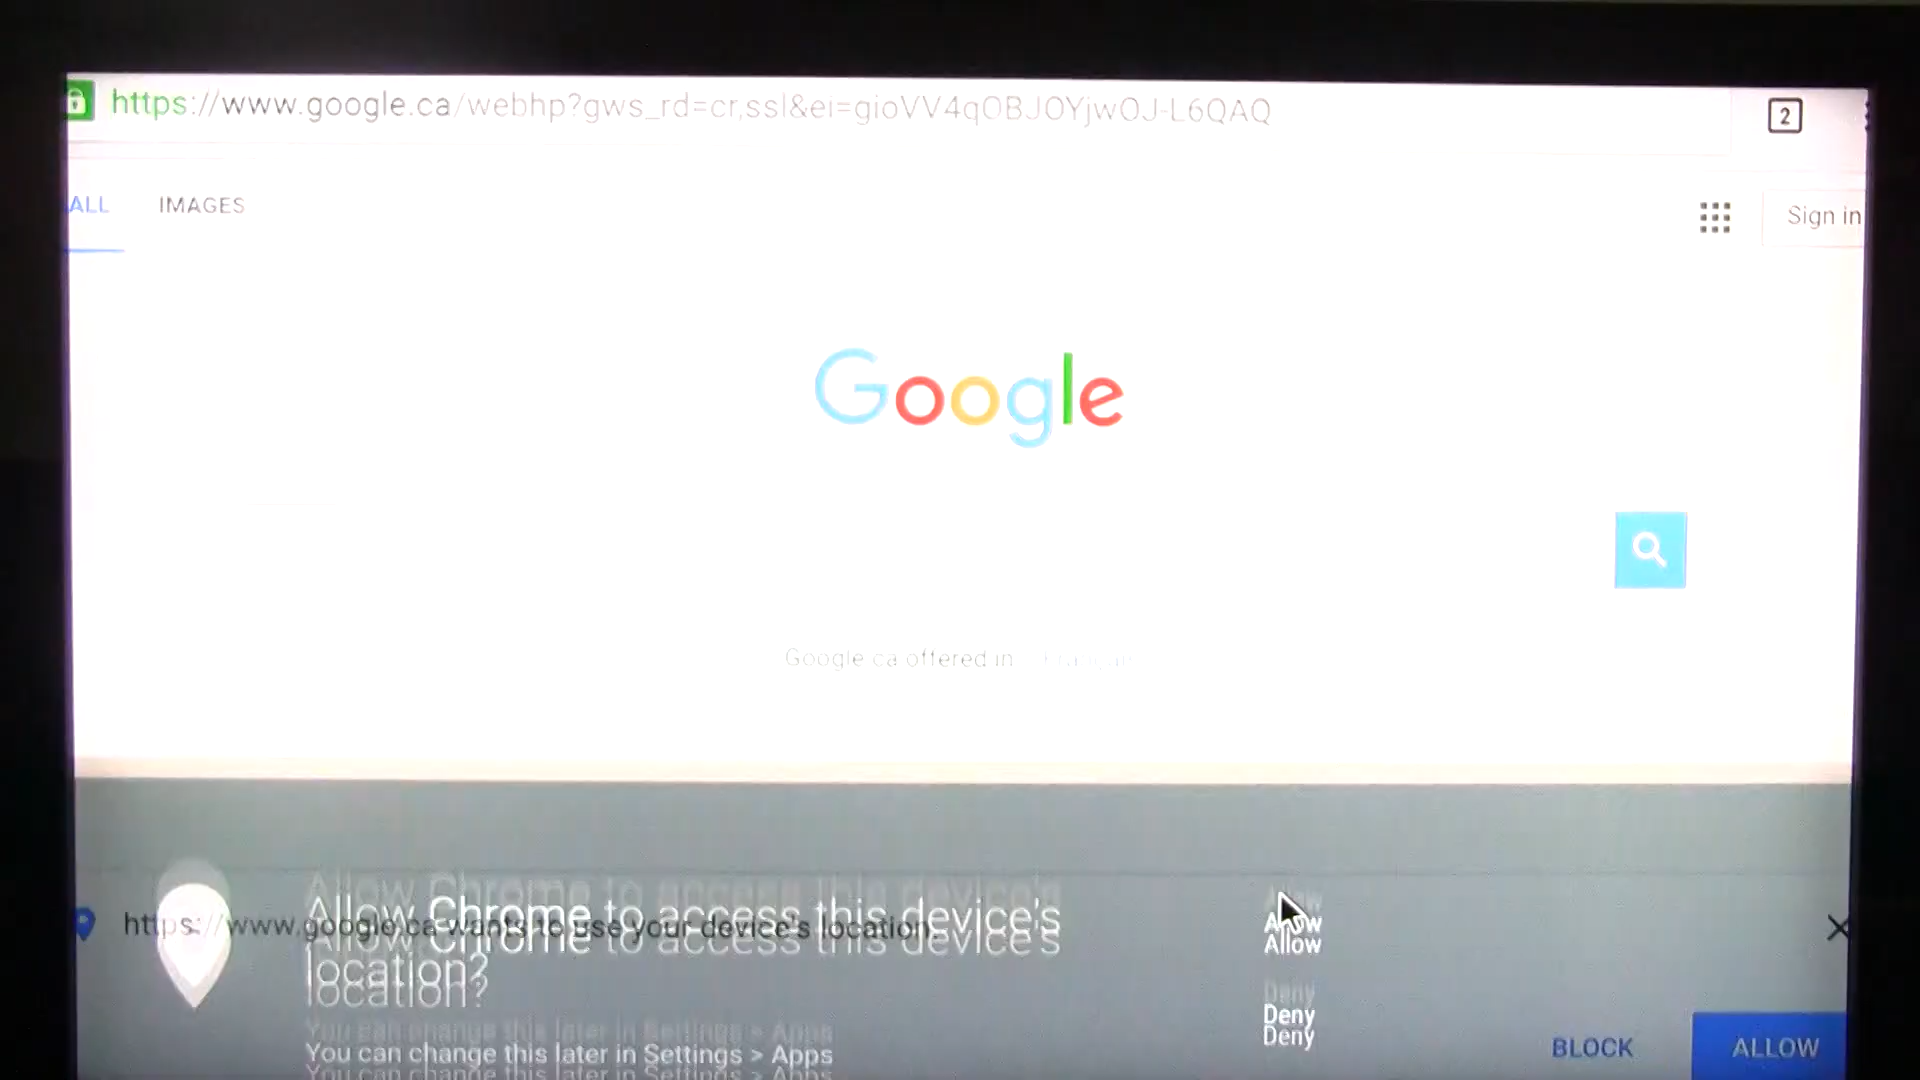 https://www.google.ca/webhp?gws_rd=cr,ssl&ei=gioVV4qOBJOYjwOJ-L6QAQ
2
ALL IMAGES
Sign in
Google
Google ca offered in Français
https://www.google.ca wants to use your device's location.
Allow Chrome to access this device's
location?
You can change this later in Settings > Apps
Allow
Deny
BLOCK ALLOW